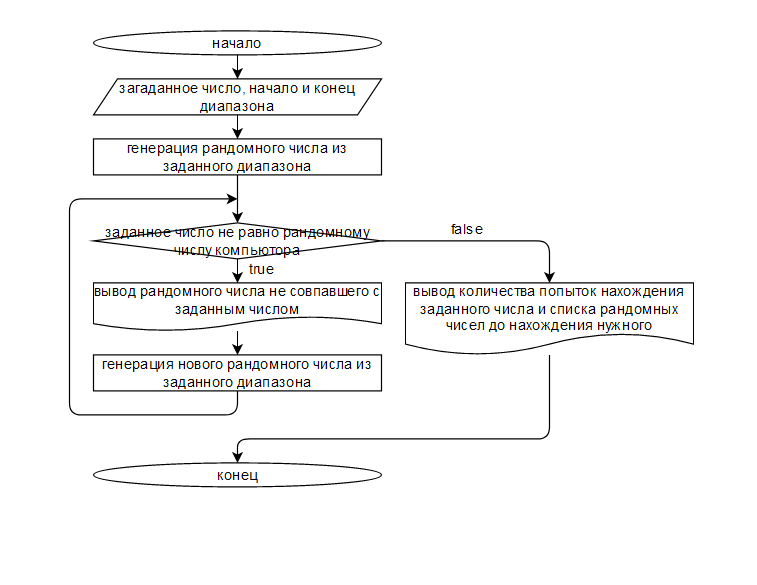 начало
загаданное число, начало и конец
диапазона
генерация рандомного числа из
заданного диапазона
заданное число не равно рандомному
числу компьютора
false
true
вывод рандомного числа не совпавшего с
заданным числом
вывод количества попыток нахождения
заданного числа и списка рандомных
чисел до нахождения нужного
генерация нового рандомного числа из
заданного диапазона
конец